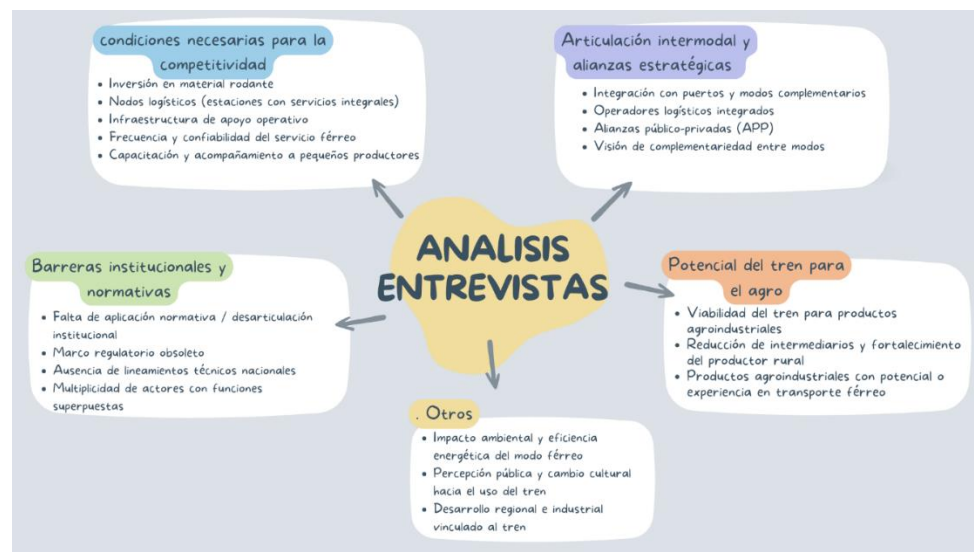 condiciones necesarias para la
competitividad
• Inversión en material rodante
• Nodos logísticos (estaciones con servicios integrales)
• Infraestructura de apoyo operativo
• Frecuencia y confiabilidad del servicio férreo
• Capacitación y acompañamiento a pequeños productores
Articulación intermodal y
alianzas estratégicas
• Integración con puertos y modos complementarios
• Operadores logísticos integrados
• Alianzas público-privadas (APP)
• Visión de complementariedad entre modos
ANALISIS
ENTREVISTAS
Barreras institucionales y
normativas
• Falta de aplicación normativa / desarticulación
institucional
• Marco regulatorio obsoleto
• Ausencia de lineamientos técnicos nacionales
• Multiplicidad de actores con funciones
superpuestas
Potencial del tren para
el agro
• Viabilidad del tren para productos
agroindustriales
• Reducción de intermediarios y fortalecimiento
del productor rural
• Productos agroindustriales con potencial o
experiencia en transporte férreo
. Otros
• Impacto ambiental y eficiencia
energética del modo férreo
• Percepción pública y cambio cultural
hacia el uso del tren
• Desarrollo regional e industrial
vinculado al tren